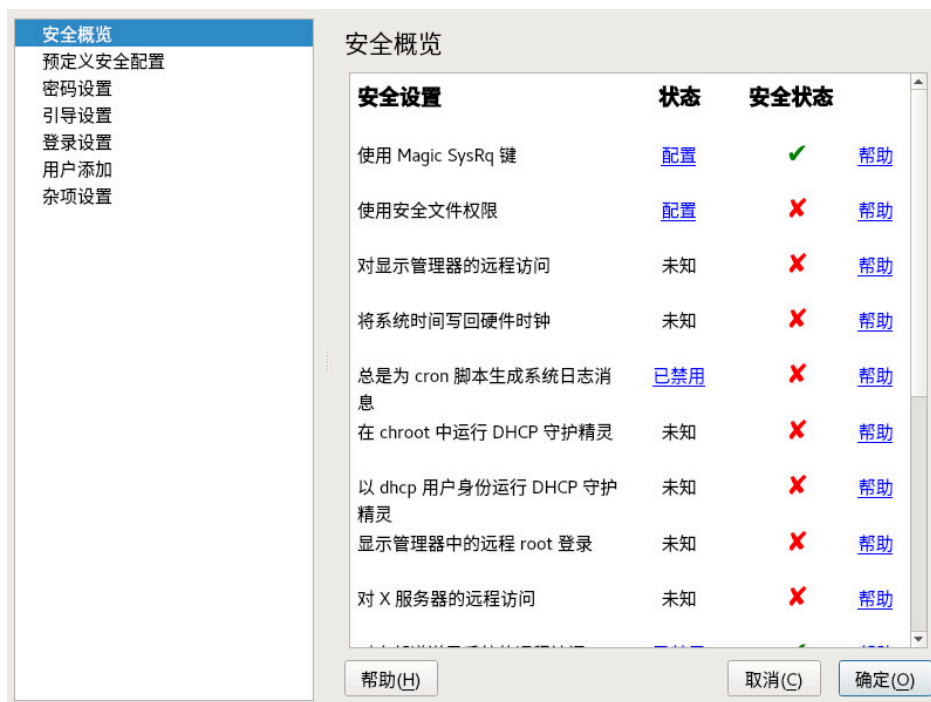 安全概览
预定义安全配置
密码设置
引导设置
登录设置
用户添加
杂项设置
安全概览
安全设置 状态 安全状态
使用 Magic SysRq 键 配置 ✔ 帮助
使用安全文件权限 配置 ✘ 帮助
对显示管理器的远程访问 未知 ✘ 帮助
将系统时间写回硬件时钟 未知 ✘ 帮助
总是为 cron 脚本生成系统日志消 已禁用 ✘ 帮助
息
在 chroot 中运行 DHCP 守护精灵 未知 ✘ 帮助
以 dhcp 用户身份运行 DHCP 守护 未知 ✘ 帮助
精灵
显示管理器中的远程 root 登录 未知 ✘ 帮助
对 X 服务器的远程访问 未知 ✘ 帮助
帮助(H) 取消(C) 确定(O)